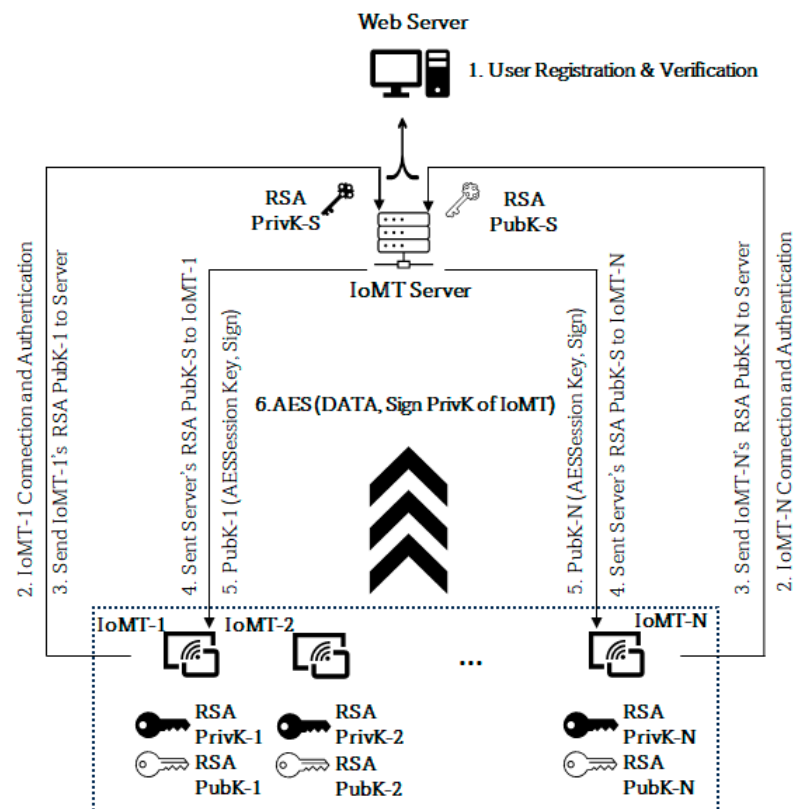 Web Server
1. User Registration & Verification
RSA
PrivK-S
RSA
PubK-S
IoMT Server
2. IoMT-1 Connection and Authentication
3. Send IoMT-1's RSA PubK-1 to Server
4. Sent Server's RSA PubK-S to IoMT-1
5. PubK-1 (AESSession Key, Sign)
6.AES (DATA, Sign PrivK of IoMT)
5. PubK-N (AESSession Key, Sign)
4. Sent Server's RSA PubK-S to IoMT-N
3. Send IoMT-N's RSA PubK-N to Server
2. IoMT-N Connection and Authentication
IoMT-1
IoMT-2
...
IoMT-N
RSA
PrivK-1
RSA
PrivK-2
RSA
PrivK-N
RSA
PubK-1
RSA
PubK-2
RSA
PubK-N